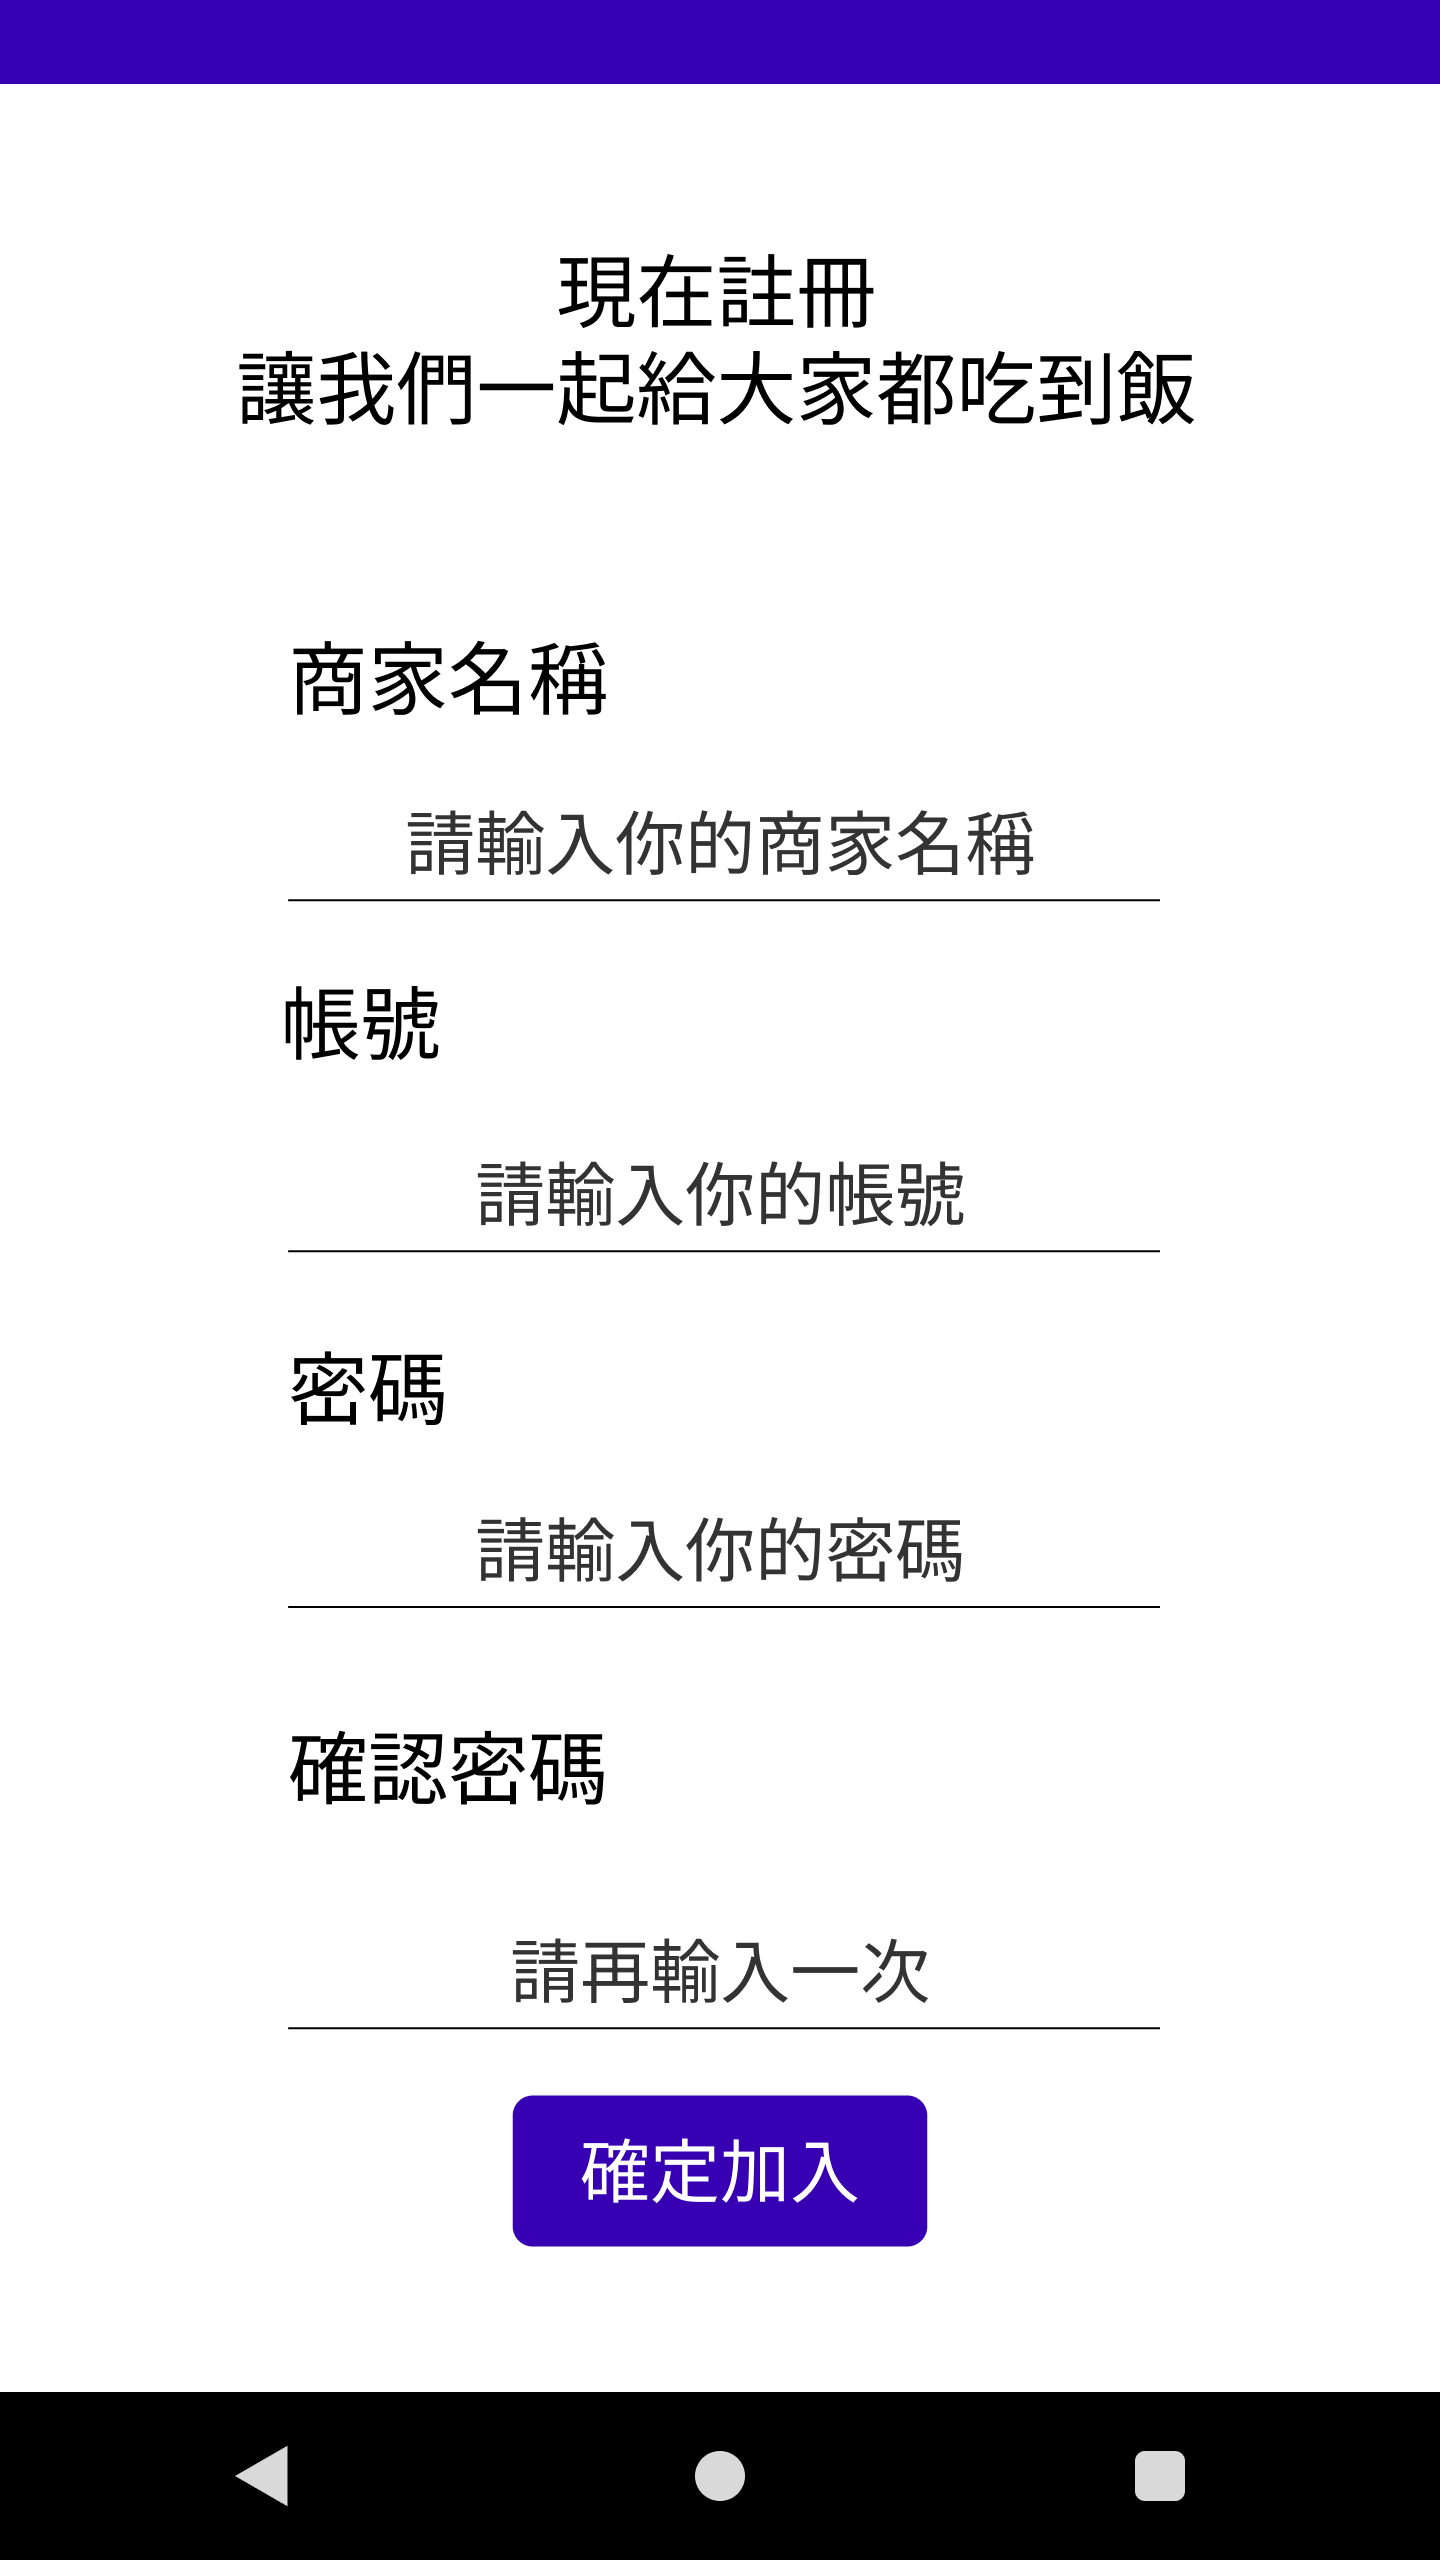 現在註冊
讓我們一起給大家都吃到飯
商家名稱
請輸入你的商家名稱
帳號
請輸入你的帳號
密碼
請輸入你的密碼
確認密碼
請再輸入一次
確定加入